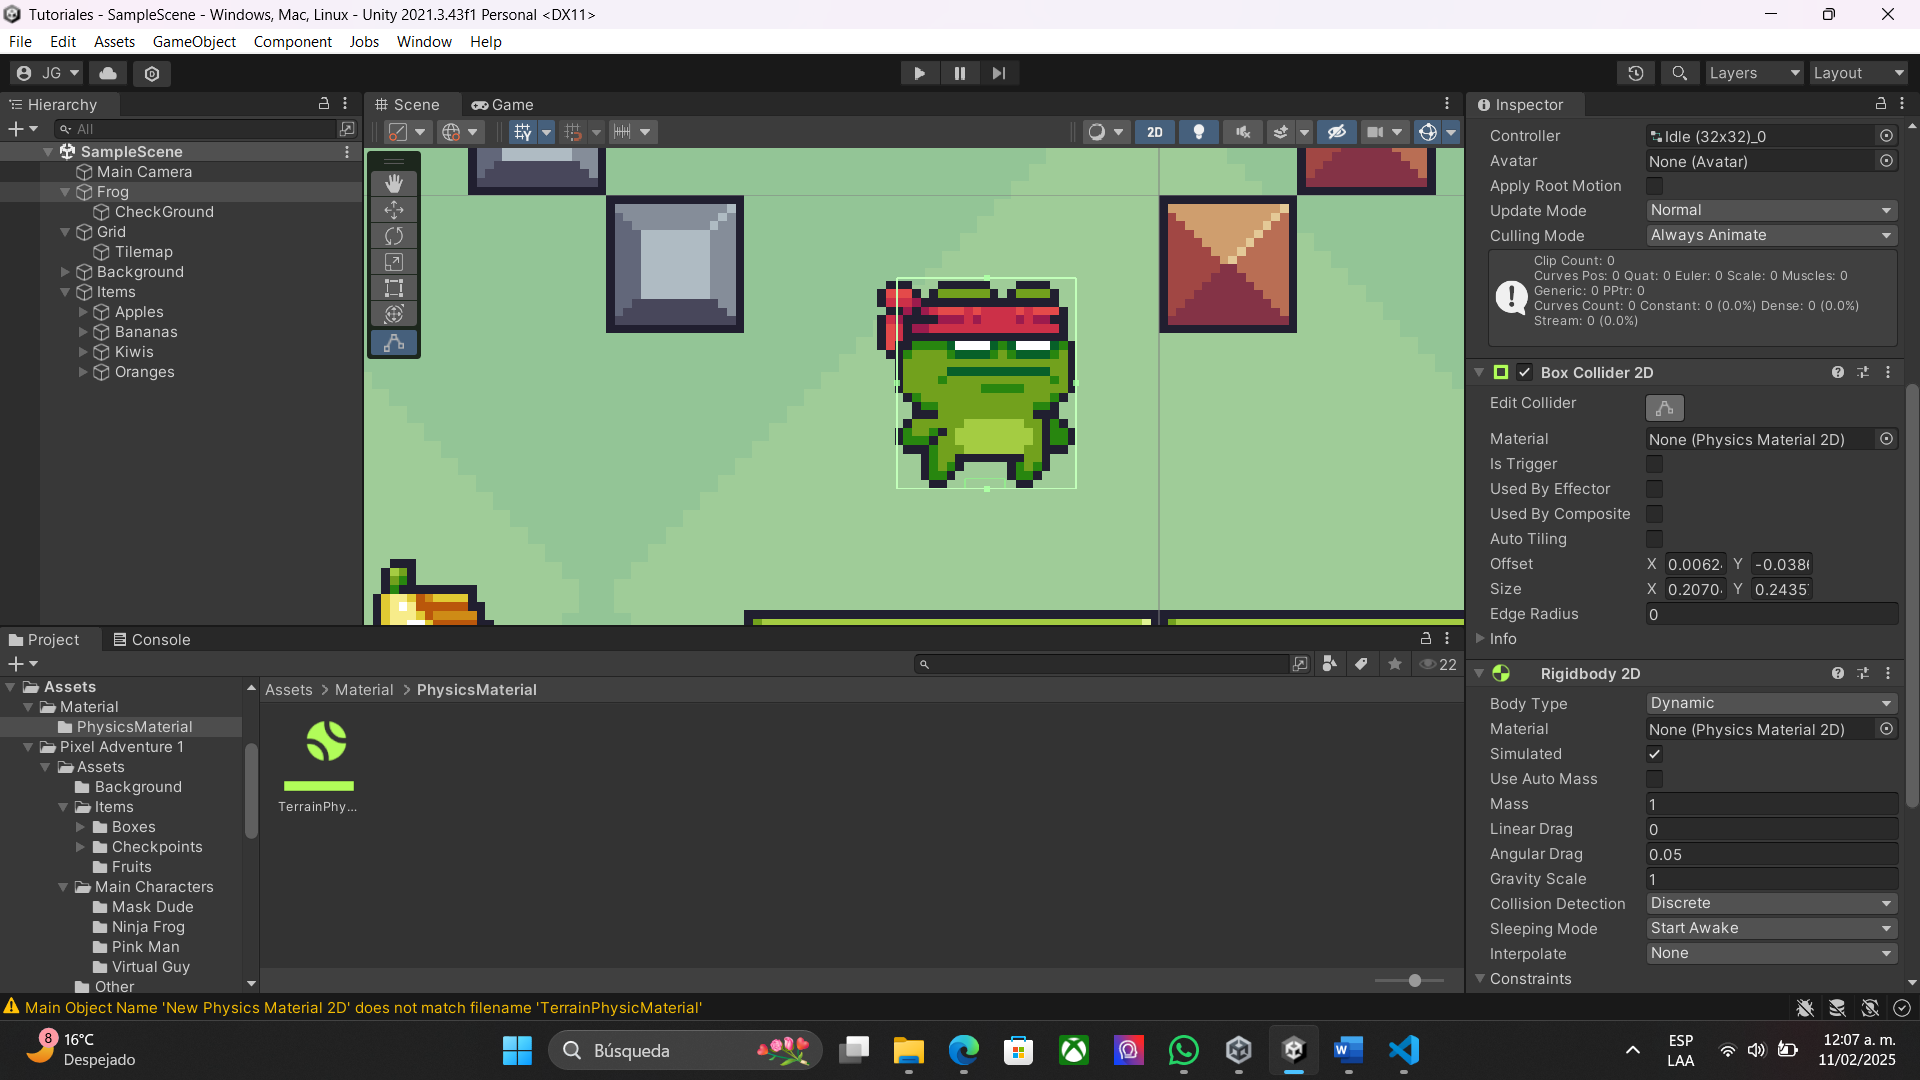 Tutoriales - SampleScene - Windows, Mac, Linux - Unity 2021.3.43f1 Personal <DX11>
File Edit Assets GameObject Component Jobs Window Help
JG Layers Layout
Hierarchy
All
SampleScene
Main Camera
Frog
CheckGround
Grid
Tilemap
Background
Items
Apples
Bananas
Kiwis
Oranges
Scene Game
2D
Inspector
Controller Idle (32x32)_0
Avatar None (Avatar)
Apply Root Motion
Update Mode Normal
Culling Mode Always Animate
Clip Count: 0
Curves Pos: 0 Quat: 0 Euler: 0 Scale: 0 Muscles: 0
Generic: 0 PPtr: 0
Curves Count: 0 Constant: 0 (0.0%) Dense: 0 (0.0%)
Stream: 0 (0.0%)
Box Collider 2D
Edit Collider
Material None (Physics Material 2D)
Is Trigger
Used By Effector
Used By Composite
Auto Tiling
Offset X 0.0062 Y -0.038
Size X 0.2070 Y 0.2435
Edge Radius 0
Info
Rigidbody 2D
Body Type Dynamic
Material None (Physics Material 2D)
Simulated
Use Auto Mass
Mass 1
Linear Drag 0
Angular Drag 0.05
Gravity Scale 1
Collision Detection Discrete
Sleeping Mode Start Awake
Interpolate None
Constraints
Project Console
22
Assets
Material
PhysicsMaterial
Pixel Adventure 1
Assets
Background
Items
Boxes
Checkpoints
Fruits
Main Characters
Mask Dude
Ninja Frog
Pink Man
Virtual Guy
Other
Assets > Material > PhysicsMaterial
TerrainPhy...
Main Object Name 'New Physics Material 2D' does not match filename 'TerrainPhysicMaterial'
8
16°C
Despejado
Búsqueda
ESP
LAA
12:07 a. m.
11/02/2025